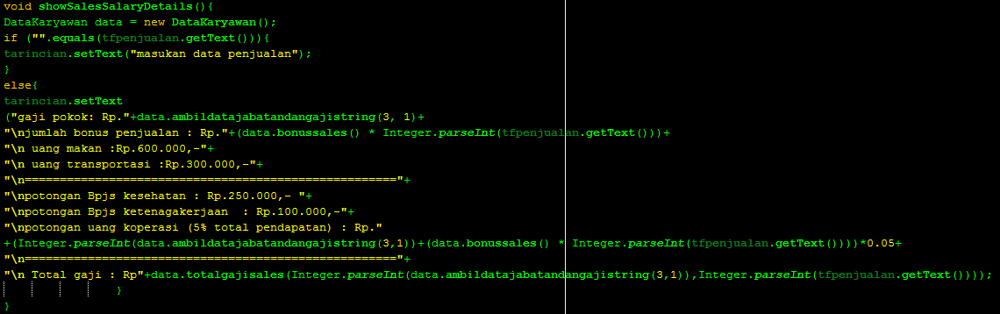 void showSalesSalaryDetails(){
DataKaryawan data = new DataKaryawan();
if ("".equals(tfpenjualan.getText())){
tarincian.setText("masukan data penjualan");
}
else{
tarincian.setText
("gaji pokok: Rp."+data.ambildatajabatandangajistring(3, 1)+
"\njumlah bonus penjualan : Rp."+(data.bonussales() * Integer.parseInt(tfpenjualan.getText()))+
"\n uang makan :Rp.600.000,-"+
"\n uang transportasi :Rp.300.000,-"+
"\n====================================================="+
"\npotongan Bpjs kesehatan : Rp.250.000,- "+
"\npotongan Bpjs ketenagakerjaan  : Rp.100.000,-"+
"\npotongan uang koperasi (5% total pendapatan) : Rp."
+(Integer.parseInt(data.ambildatajabatandangajistring(3,1))+(data.bonussales() * Integer.parseInt(tfpenjualan.getText())))*0.05+
"\n====================================================="+
"\n Total gaji : Rp"+data.totalgajisales(Integer.parseInt(data.ambildatajabatandangajistring(3,1)),Integer.parseInt(tfpenjualan.getText())));
}
}